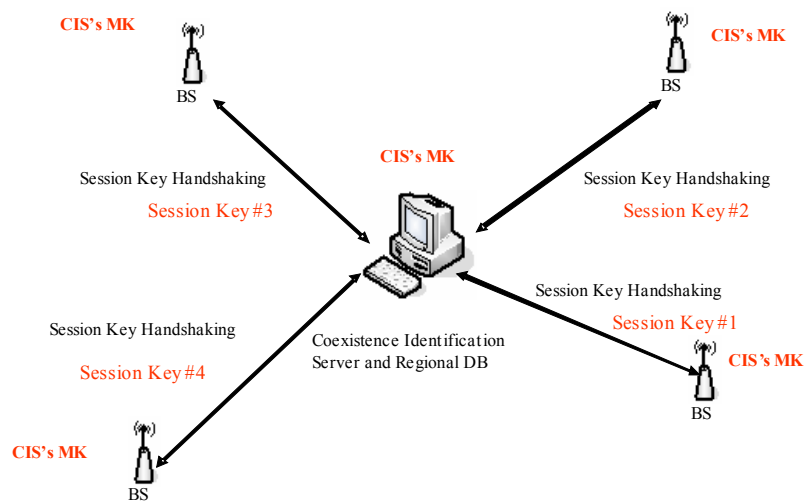 CIS's MK
BS
CIS's MK
BS
CIS's MK
Session Key Handshaking
Session Key #3
Session Key Handshaking
Session Key #2
Session Key Handshaking
Session Key #1
Session Key Handshaking
Session Key #4
Coexistence Identification
Server and Regional DB
CIS's MK
BS
CIS's MK
BS